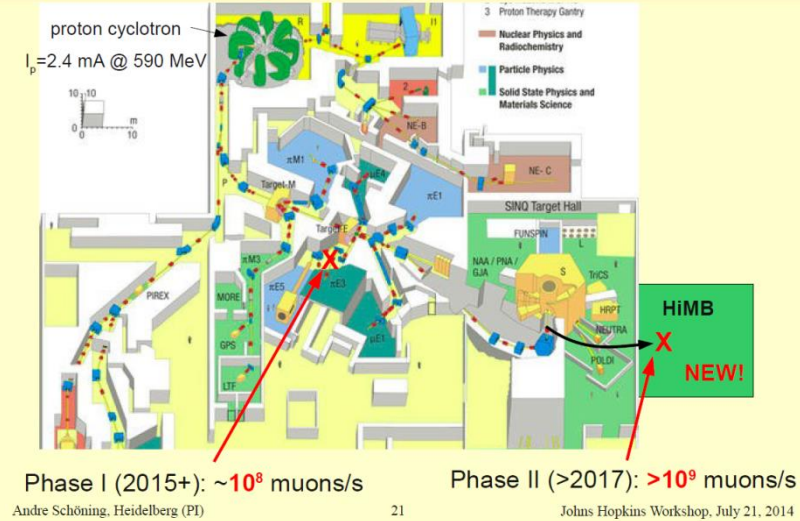 proton cyclotron
Iₚ=2.4 mA @ 590 MeV
R
I1
3 Proton Therapy Gantry
Nuclear Physics and
Radiochemistry
Particle Physics
Solid State Physics and
Materials Science
10 10
0
0 10
m
2
NE-B
NE- C
πM1
μE4
πE1
P
Target-M
SINQ Target Hall
FUNSPIN
L
NAA / PNA /
GJA
S
TriCS
πM3
X
πE5
πE3
PIREX
MORE
HRPT
HiMB
GPS
μE1
NEUTRA
X
POLDI
NEW!
LTF
Phase I (2015+): ~10⁸ muons/s
Phase II (>2017): >10⁹ muons/s
Andre Schöning, Heidelberg (PI)
21
Johns Hopkins Workshop, July 21, 2014